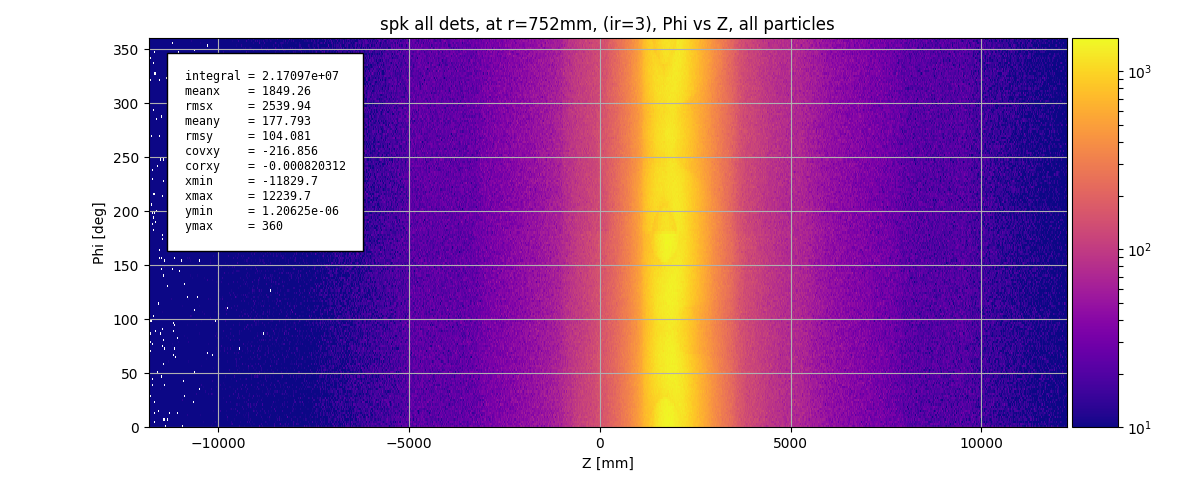 spk all dets, at r=752mm, (ir=3), Phi vs Z, all particles
350
300
250
200
150
100
50
0
Phi [deg]
integral = 2.17097e+07
meanx = 1849.26
rmsx = 2539.94
meany = 177.793
rmsy = 104.081
covxy = -216.856
corxy = -0.000820312
xmin = -11829.7
xmax = 12239.7
ymin = 1.20625e-06
ymax = 360
−10000
−5000
0
5000
10000
Z [mm]
10³
10²
10¹